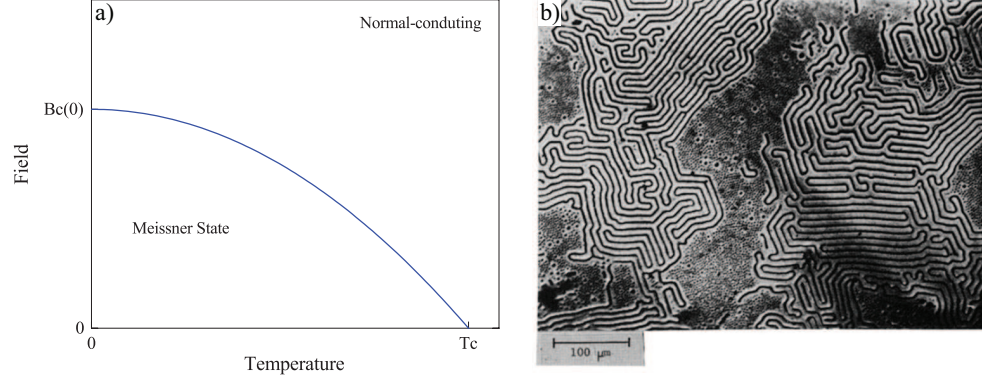 a)
Normal-conduting
Bc(0)
Field
Meissner State
0
0
Tc
Temperature
b)
100 μm